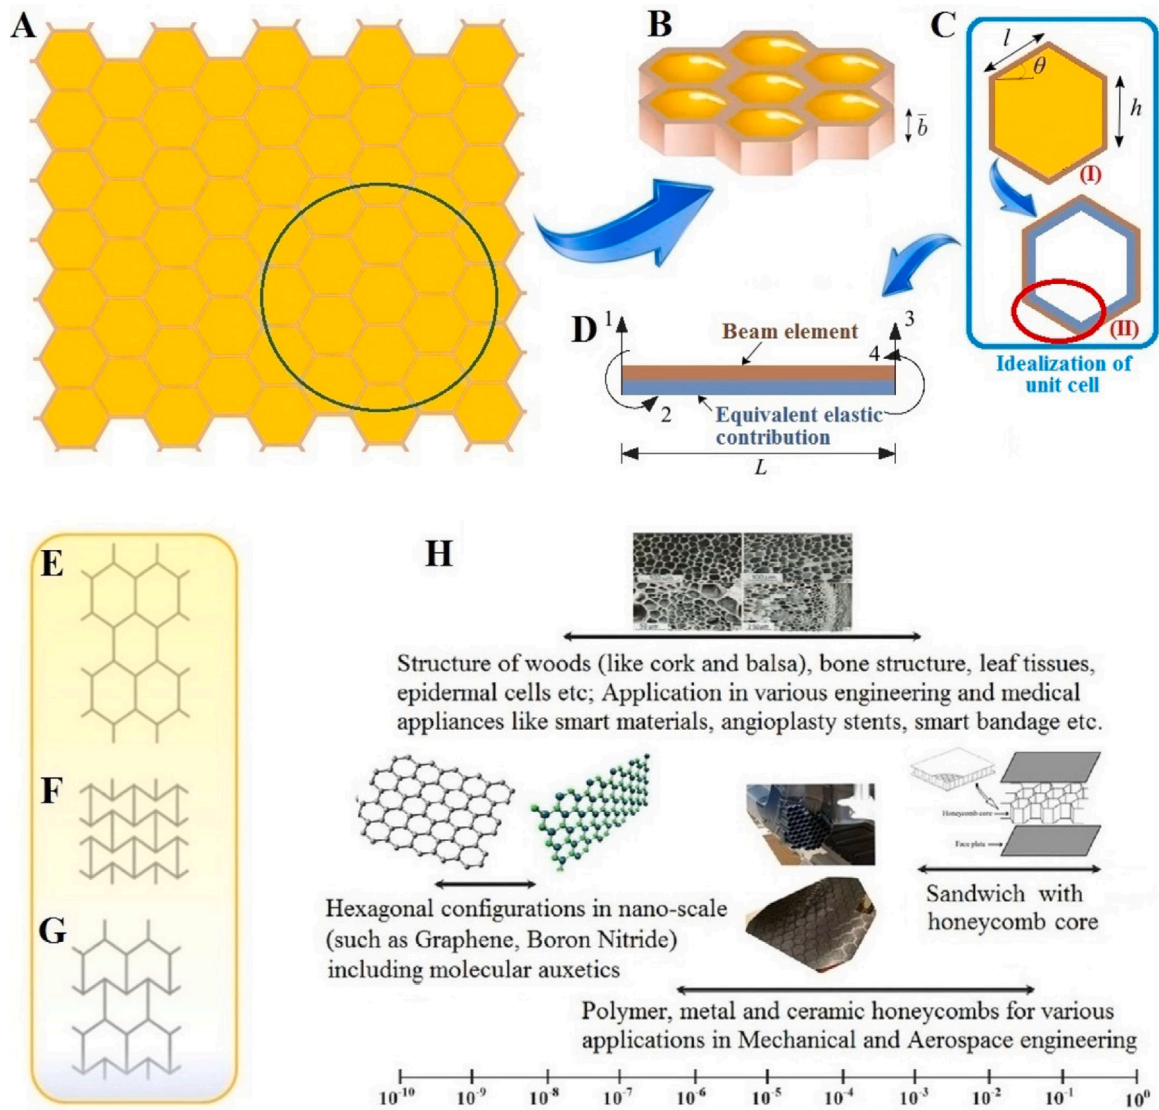 A
B
b̄
C
l
θ
h
(I)
(II)
Idealization of
unit cell
D
1
Beam element
3
4
2
Equivalent elastic
contribution
L
E
F
G
H
Structure of woods (like cork and balsa), bone structure, leaf tissues,
epidermal cells etc; Application in various engineering and medical
appliances like smart materials, angioplasty stents, smart bandage etc.
Honeycomb core
Face plate
Hexagonal configurations in nano-scale
(such as Graphene, Boron Nitride)
including molecular auxetics
Sandwich with
honeycomb core
Polymer, metal and ceramic honeycombs for various
applications in Mechanical and Aerospace engineering
10⁻¹⁰ 10⁻⁹ 10⁻⁸ 10⁻⁷ 10⁻⁶ 10⁻⁵ 10⁻⁴ 10⁻³ 10⁻² 10⁻¹ 10⁰